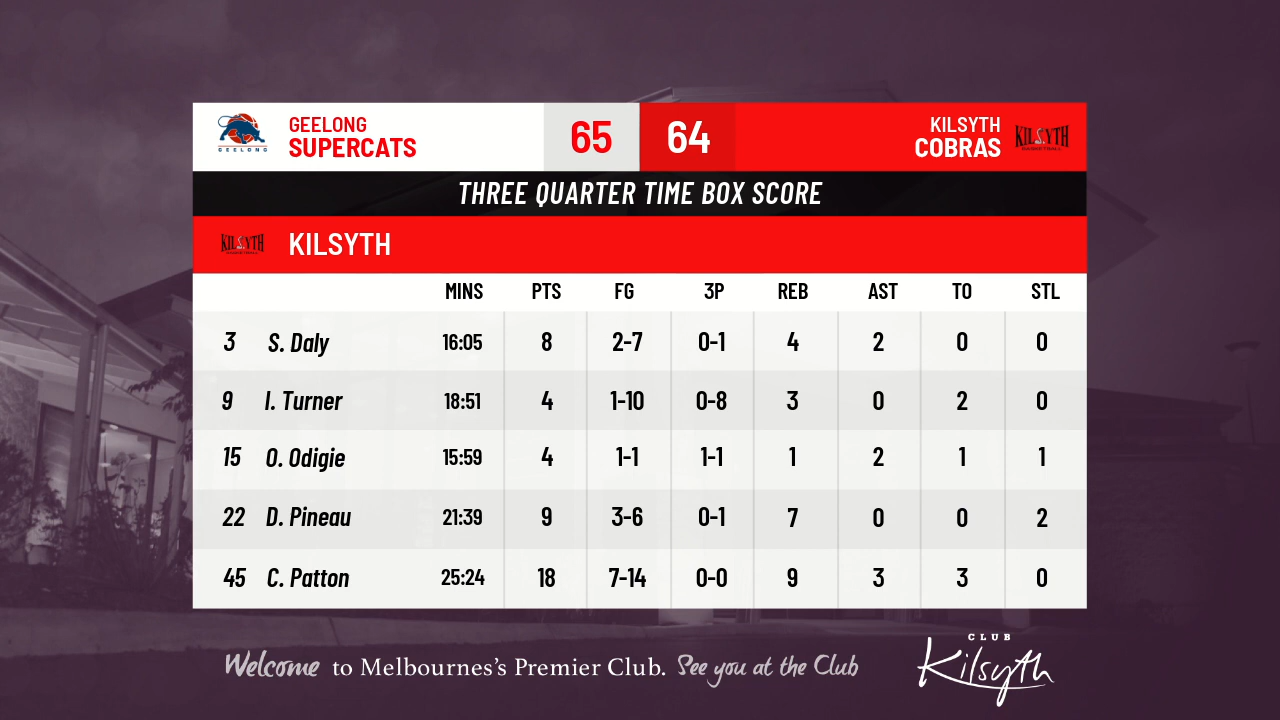 GEELONG
SUPERCATS
GEELONG
65
64
KILSYTH
COBRAS
KILSYTH
BASKETBALL
THREE QUARTER TIME BOX SCORE
KILSYTH
KILSYTH
MINS PTS FG 3P REB AST TO STL
3 S. Daly 16:05 8 2-7 0-1 4 2 0 0
9 I. Turner 18:51 4 1-10 0-8 3 0 2 0
15 O. Odigie 15:59 4 1-1 1-1 1 2 1 1
22 D. Pineau 21:39 9 3-6 0-1 7 0 0 2
45 C. Patton 25:24 18 7-14 0-0 9 3 3 0
Welcome to Melbournes's Premier Club. See you at the Club
CLUB
Kilsyth